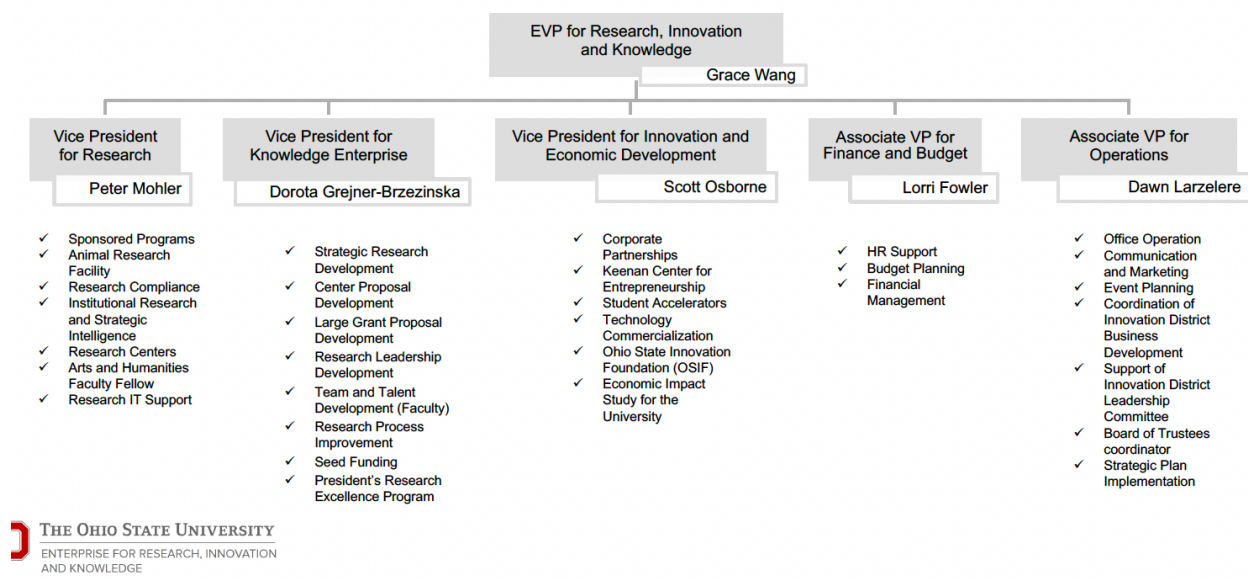 EVP for Research, Innovation
and Knowledge
Grace Wang
Vice President
for Research
Peter Mohler
✓ Sponsored Programs
✓ Animal Research
Facility
✓ Research Compliance
✓ Institutional Research
and Strategic
Intelligence
✓ Research Centers
✓ Arts and Humanities
Faculty Fellow
✓ Research IT Support
Vice President for
Knowledge Enterprise
Dorota Grejner-Brzezinska
✓ Strategic Research
Development
✓ Center Proposal
Development
✓ Large Grant Proposal
Development
✓ Research Leadership
Development
✓ Team and Talent
Development (Faculty)
✓ Research Process
Improvement
✓ Seed Funding
✓ President's Research
Excellence Program
Vice President for Innovation and
Economic Development
Scott Osborne
✓ Corporate
Partnerships
✓ Keenan Center for
Entrepreneurship
✓ Student Accelerators
✓ Technology
Commercialization
✓ Ohio State Innovation
Foundation (OSIF)
✓ Economic Impact
Study for the
University
Associate VP for
Finance and Budget
Lorri Fowler
✓ HR Support
✓ Budget Planning
✓ Financial
Management
Associate VP for
Operations
Dawn Larzelere
✓ Office Operation
✓ Communication
and Marketing
✓ Event Planning
✓ Coordination of
Innovation District
Business
Development
✓ Support of
Innovation District
Leadership
Committee
✓ Board of Trustees
coordinator
✓ Strategic Plan
Implementation
THE OHIO STATE UNIVERSITY
ENTERPRISE FOR RESEARCH, INNOVATION
AND KNOWLEDGE